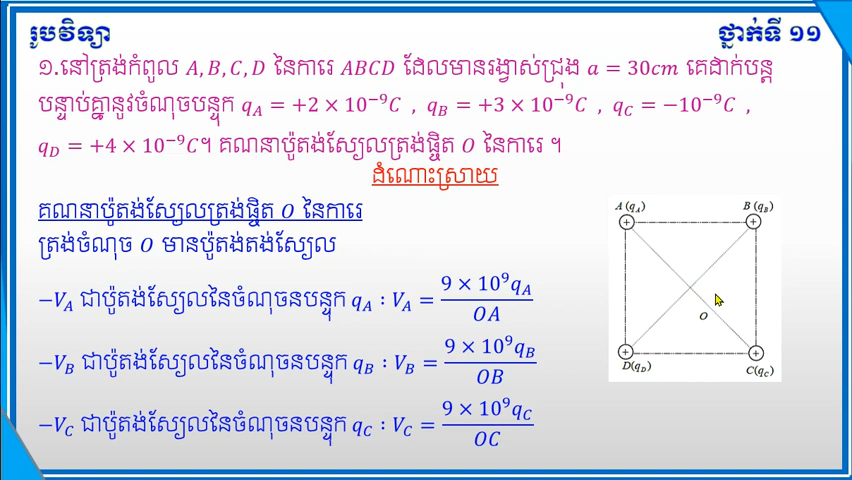 រូបវិទ្យា
ថ្នាក់ទី ១១
១.នៅត្រង់កំពូល A, B, C, D នៃការេ ABCD ដែលមានរង្វាស់ជ្រុង a = 30cm គេដាក់បន្ត
បន្ទាប់គ្នានូវចំណុចបន្ទុក q_A = +2 × 10⁻⁹C , q_B = +3 × 10⁻⁹C , q_C = −10⁻⁹C ,
q_D = +4 × 10⁻⁹C។ គណនាប៉ូតង់ស្យែលត្រង់ផ្ចិត O នៃការេ ។
ដំណោះស្រាយ
គណនាប៉ូតង់ស្យែលត្រង់ផ្ចិត O នៃការេ
ត្រង់ចំណុច O មានប៉ូតង់តង់ស្យែល
−V_A ជាប៉ូតង់ស្យែលនៃចំណុចនបន្ទុក q_A : V_A = 9 × 10⁹q_A / OA
−V_B ជាប៉ូតង់ស្យែលនៃចំណុចនបន្ទុក q_B : V_B = 9 × 10⁹q_B / OB
−V_C ជាប៉ូតង់ស្យែលនៃចំណុចនបន្ទុក q_C : V_C = 9 × 10⁹q_C / OC
A (q_A)
B (q_B)
O
D(q_D)
C(q_C)